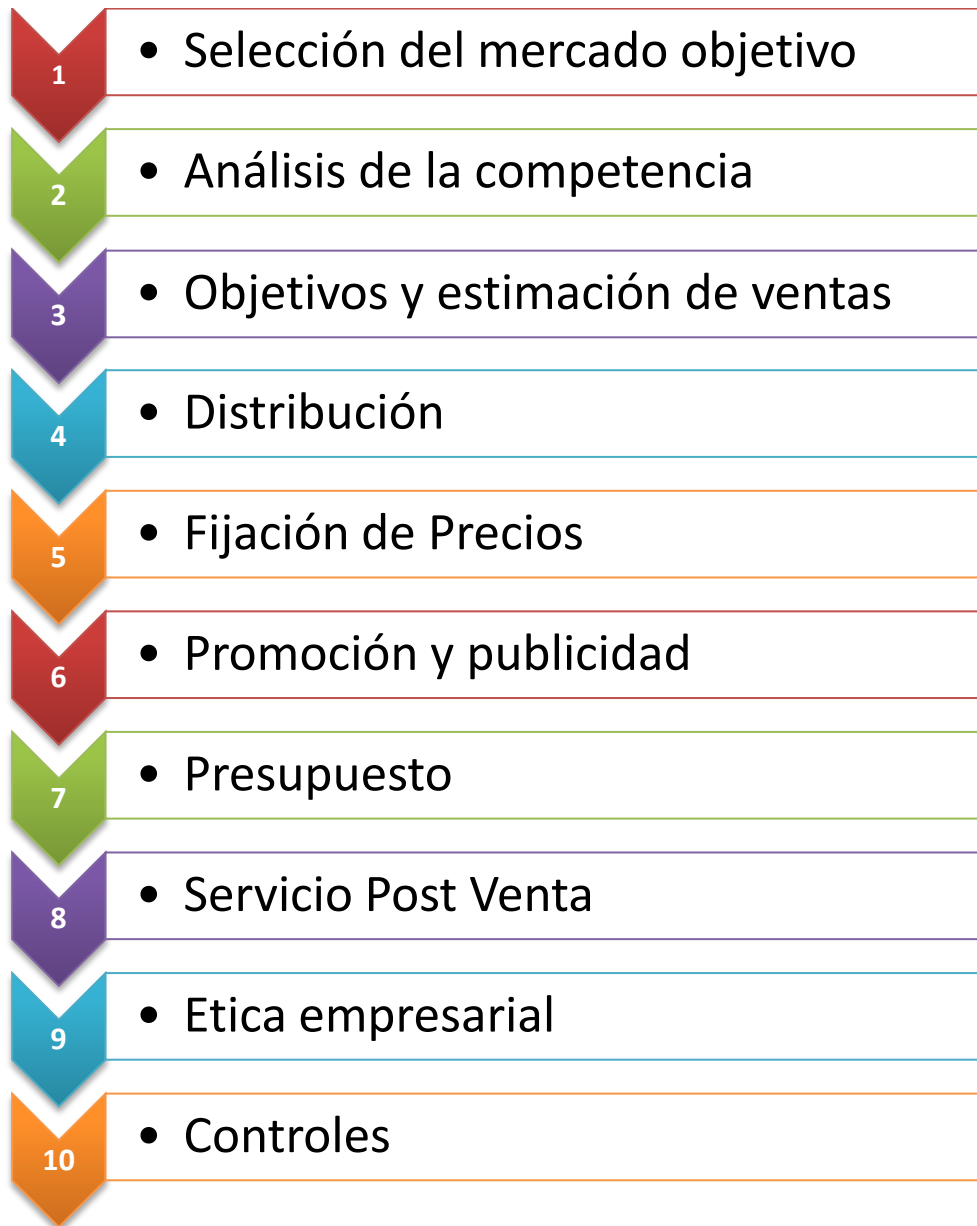 1
• Selección del mercado objetivo
2
• Análisis de la competencia
3
• Objetivos y estimación de ventas
4
• Distribución
5
• Fijación de Precios
6
• Promoción y publicidad
7
• Presupuesto
8
• Servicio Post Venta
9
• Etica empresarial
10
• Controles